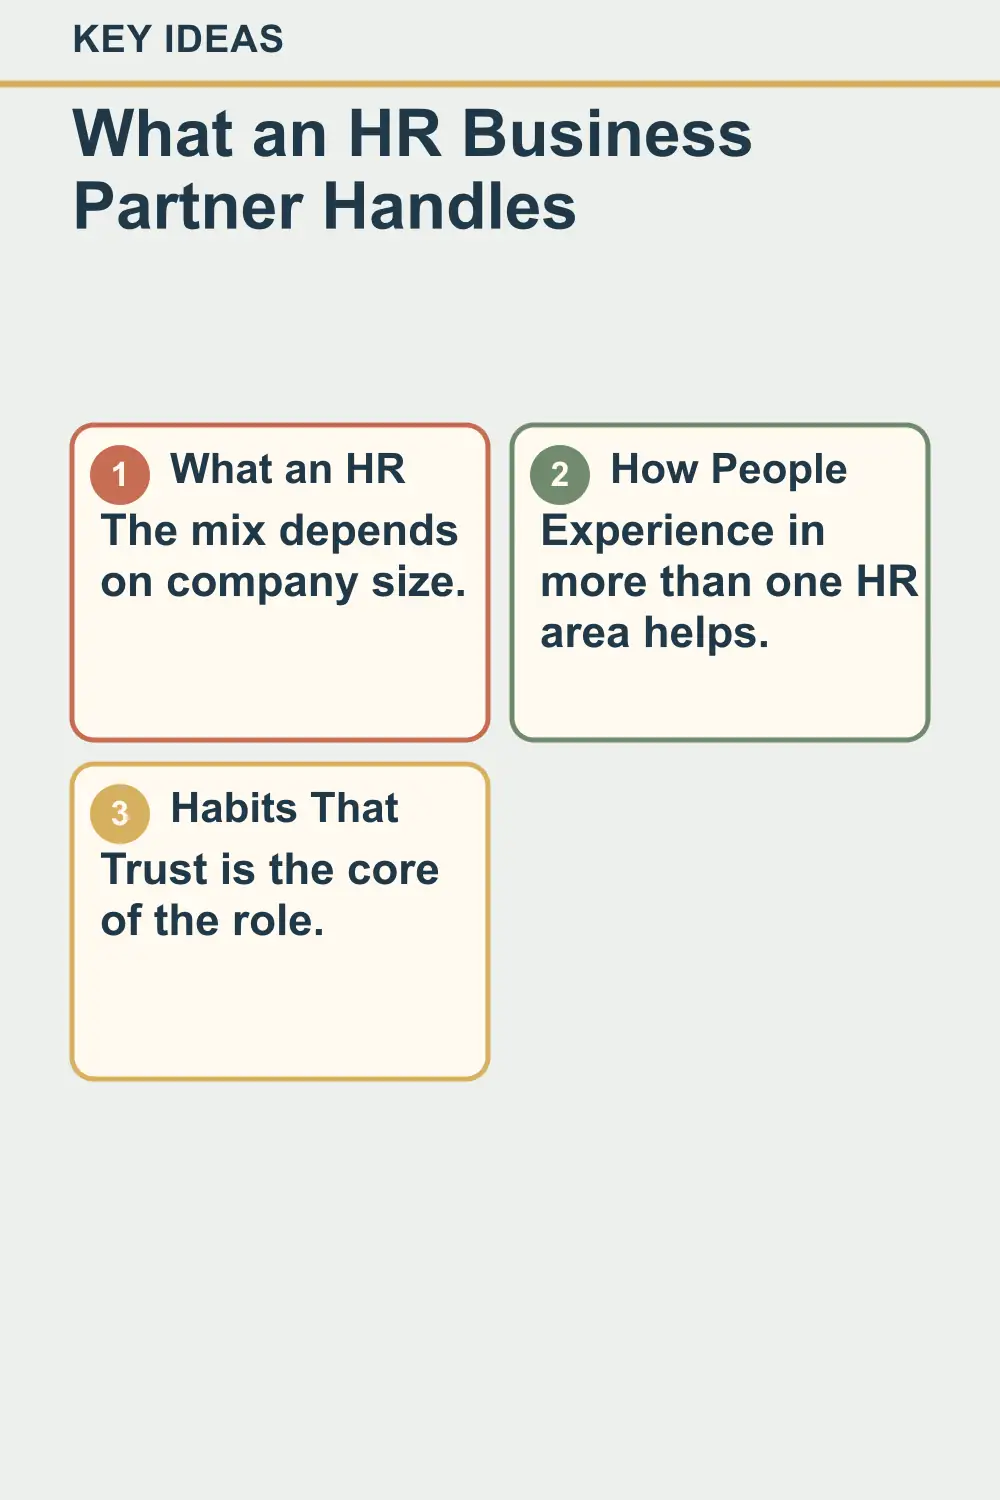 KEY IDEAS
What an HR Business
Partner Handles
1
What an HR
The mix depends
on company size.
2
How People
Experience in
more than one HR
area helps.
3
Habits That
Trust is the core
of the role.